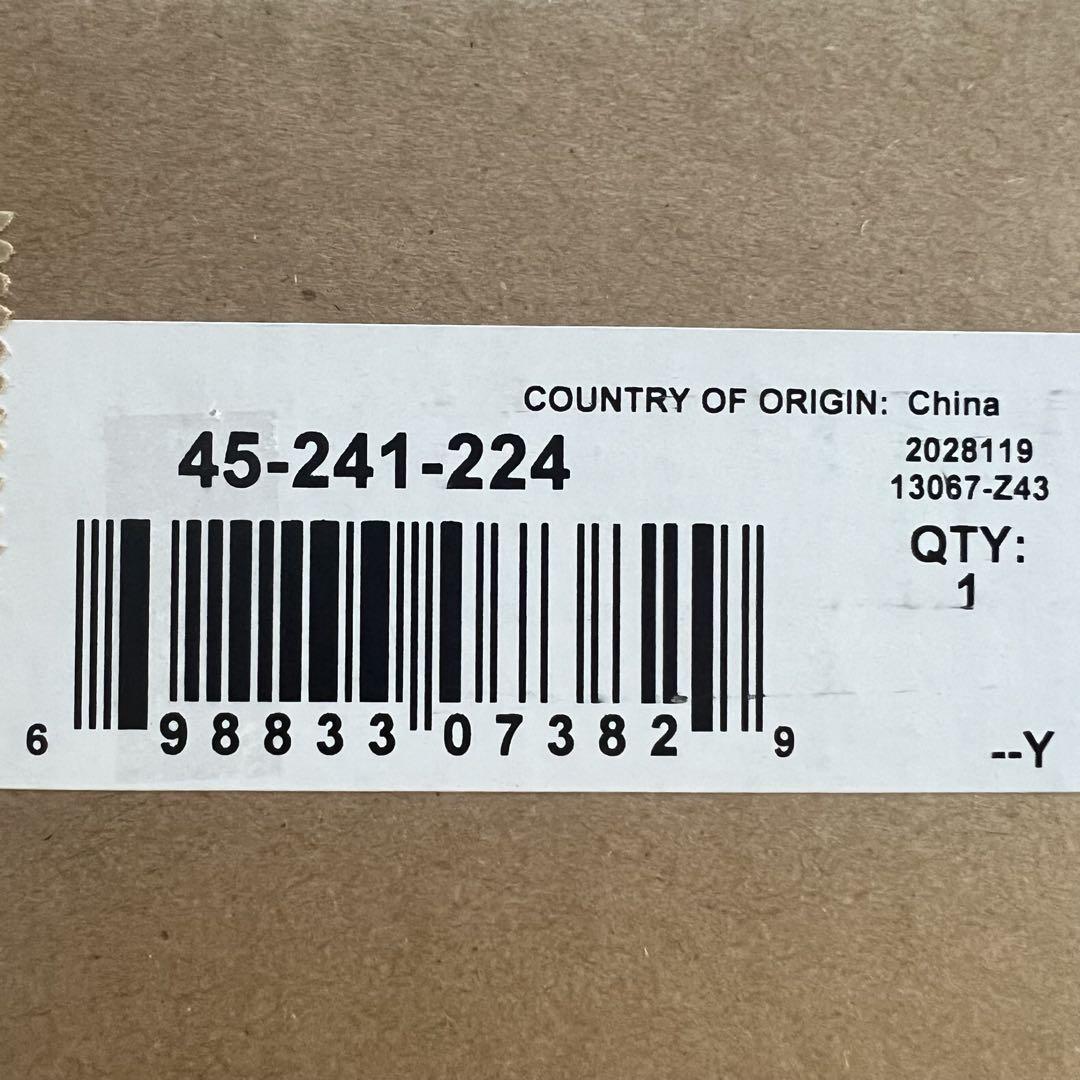 COUNTRY OF ORIGIN: China
45-241-224
2028119
13067-Z43
QTY:
1
6 98833 07382 9
--Y